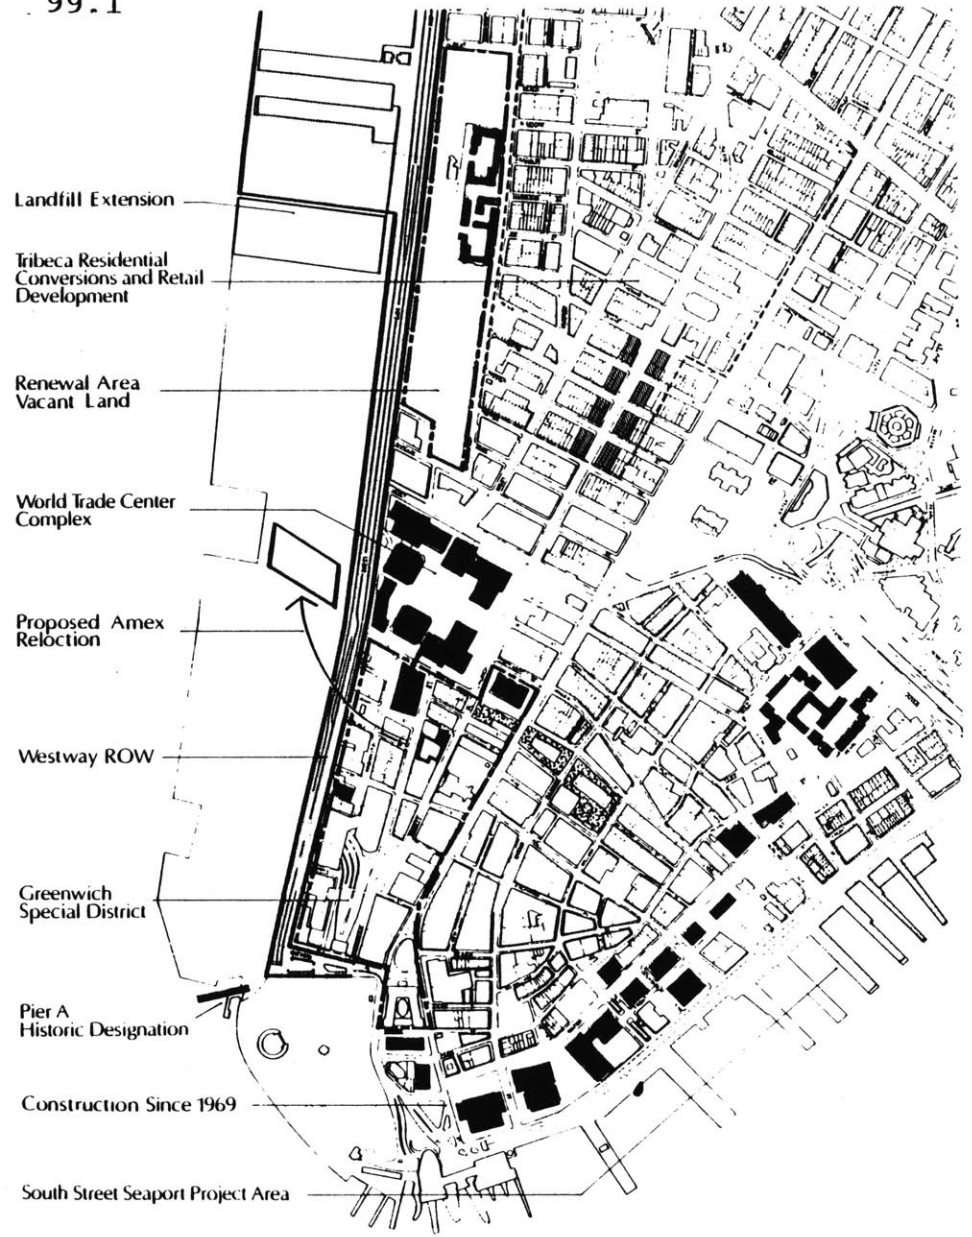 99.1
Landfill Extension
Tribeca Residential
Conversions and Retail
Development
Renewal Area
Vacant Land
World Trade Center
Complex
Proposed Amex
Reloction
Westway ROW
Greenwich
Special District
Pier A
Historic Designation
Construction Since 1969
South Street Seaport Project Area